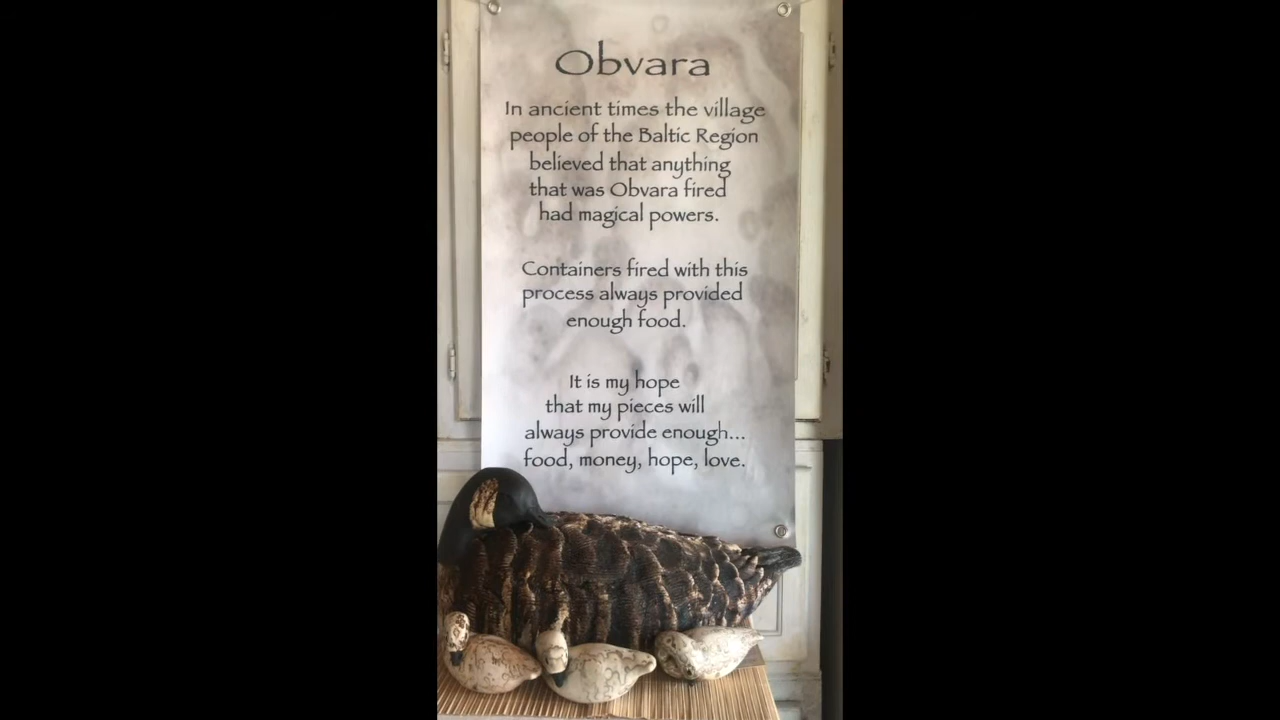 Obvara
In ancient times the village
people of the Baltic Region
believed that anything
that was Obvara fired
had magical powers.
Containers fired with this
process always provided
enough food.
It is my hope
that my pieces will
always provide enough...
food, money, hope, love.